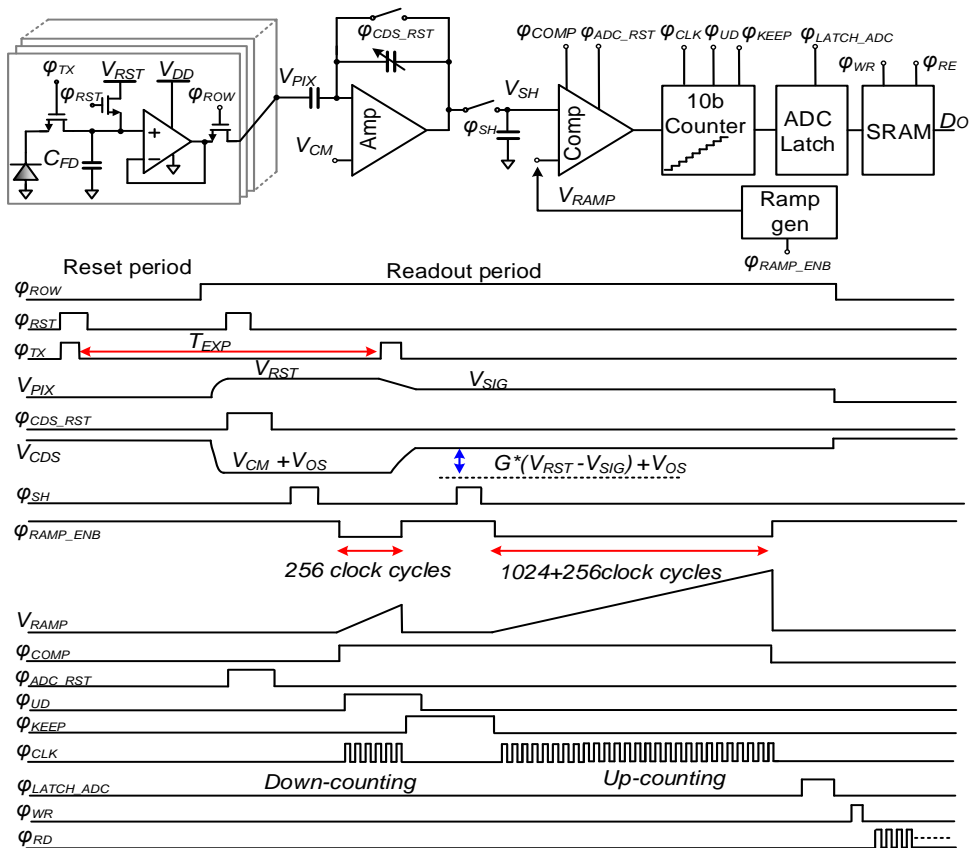 φTX
VRST
φRST
VDD
φROW
CFD
+
−
VPIX
φCDS_RST
Amp
VCM
φSH
VSH
φCOMP
φADC_RST
Comp
VRAMP
φCLK
φUD
φKEEP
10b
Counter
φLATCH_ADC
ADC
Latch
φWR
φRE
SRAM
DO
Ramp
gen
φRAMP_ENB
Reset period
Readout period
φROW
φRST
TEXP
φTX
VRST
VSIG
VPIX
φCDS_RST
VCDS
VCM +VOS
G*(VRST -VSIG) +VOS
φSH
φRAMP_ENB
256 clock cycles
1024+256clock cycles
VRAMP
φCOMP
φADC_RST
φUD
φKEEP
φCLK
Down-counting
Up-counting
φLATCH_ADC
φWR
φRD